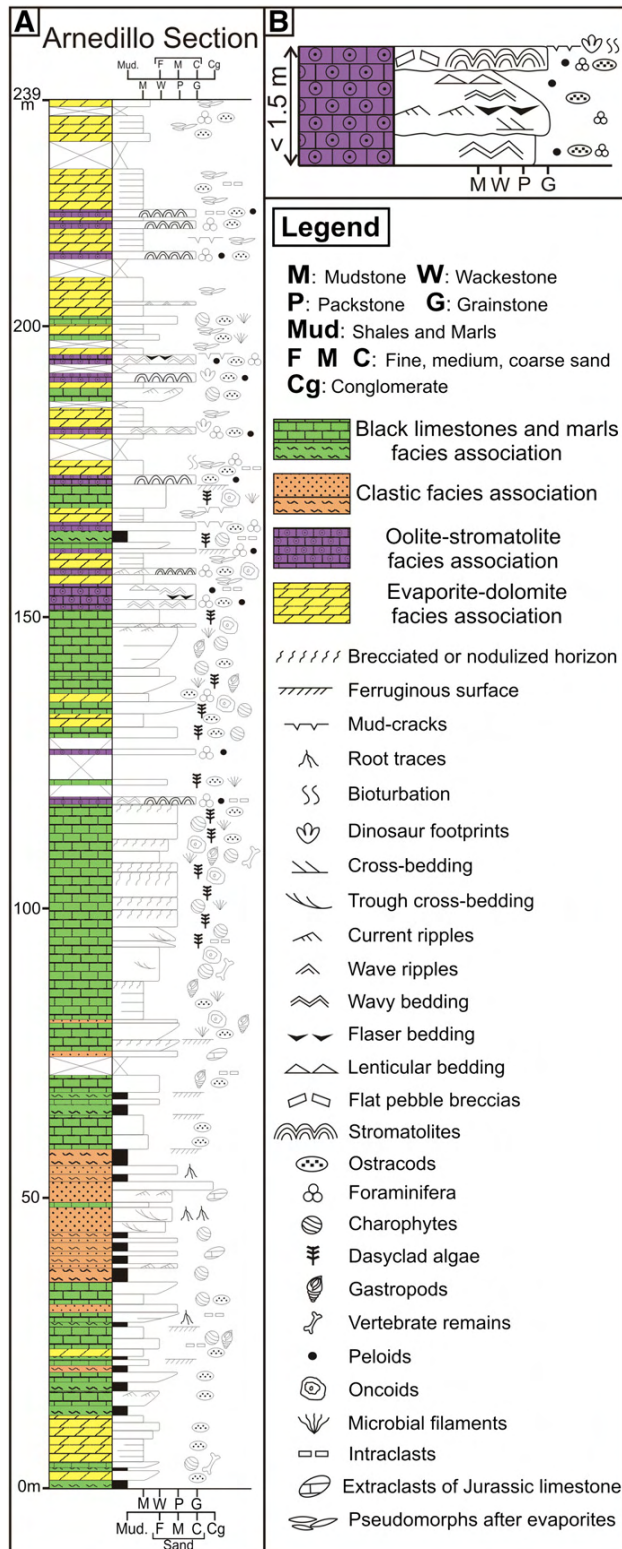 A
Arnedillo Section
F M C
Mud. Cg
M W P G
239
m
200
150
100
50
0m
M W P G
Mud. F M C Cg
Sand
B
< 1.5 m
M W P G
Legend
M: Mudstone W: Wackestone
P: Packstone G: Grainstone
Mud: Shales and Marls
F M C: Fine, medium, coarse sand
Cg: Conglomerate
Black limestones and marls
facies association
Clastic facies association
Oolite-stromatolite
facies association
Evaporite-dolomite
facies association
Brecciated or nodulized horizon
Ferruginous surface
Mud-cracks
Root traces
Bioturbation
Dinosaur footprints
Cross-bedding
Trough cross-bedding
Current ripples
Wave ripples
Wavy bedding
Flaser bedding
Lenticular bedding
Flat pebble breccias
Stromatolites
Ostracods
Foraminifera
Charophytes
Dasyclad algae
Gastropods
Vertebrate remains
Peloids
Oncoids
Microbial filaments
Intraclasts
Extraclasts of Jurassic limestone
Pseudomorphs after evaporites